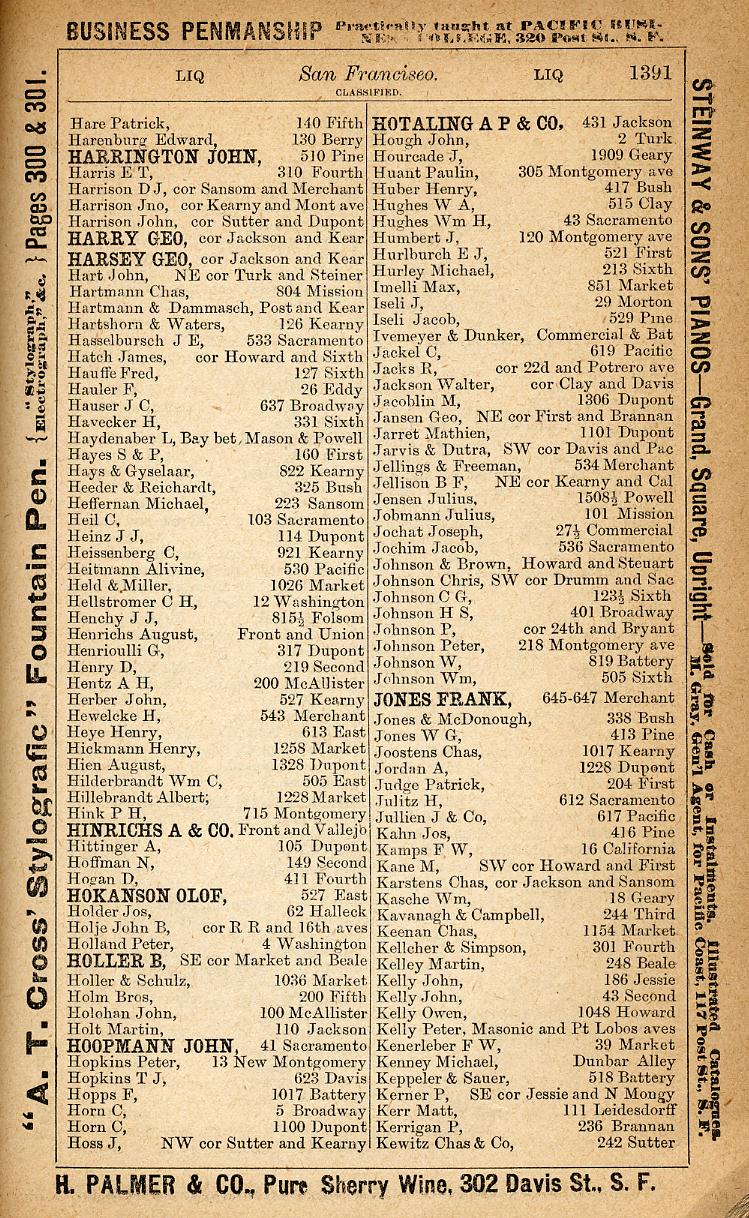 BUSINESS PENMANSHIP Practically taught at PACIFIC BUSI-
NESS COLLEGE, 320 Post St., S. F.
LIQ San Francisco. LIQ 1391
CLASSIFIED.
Hare Patrick, 140 Fifth
Harenburg Edward, 130 Berry
HARRINGTON JOHN, 510 Pine
Harris E T, 310 Fourth
Harrison D J, cor Sansom and Merchant
Harrison Jno, cor Kearny and Mont ave
Harrison John, cor Sutter and Dupont
HARRY GEO, cor Jackson and Kear
HARSEY GEO, cor Jackson and Kear
Hart John, NE cor Turk and Steiner
Hartmann Chas, 804 Mission
Hartmann & Dammasch, Post and Kear
Hartshorn & Waters, 126 Kearny
Hasselbursch J E, 533 Sacramento
Hatch James, cor Howard and Sixth
Hauffe Fred, 127 Sixth
Hauler F, 26 Eddy
Hauser J C, 637 Broadway
Havecker H, 331 Sixth
Haydenaber L, Bay bet, Mason & Powell
Hayes S & P, 160 First
Hays & Gyselaar, 822 Kearny
Heeder & Reichardt, 325 Bush
Heffernan Michael, 223 Sansom
Heil C, 103 Sacramento
Heinz J J, 114 Dupont
Heissenberg C, 921 Kearny
Heitmann Alivine, 530 Pacific
Held & Miller, 1026 Market
Hellstromer C H, 12 Washington
Henchy J J, 815½ Folsom
Henrichs August, Front and Union
Henrioulli G, 317 Dupont
Henry D, 219 Second
Hentz A H, 200 McAllister
Herber John, 527 Kearny
Hewelcke H, 543 Merchant
Heye Henry, 613 East
Hickmann Henry, 1258 Market
Hien August, 1328 Dupont
Hilderbrandt Wm C, 505 East
Hillebrandt Albert; 1228 Market
Hink P H, 715 Montgomery
HINRICHS A & CO. Front and Vallejo
Hittinger A, 105 Dupont
Hoffman N, 149 Second
Hogan D, 411 Fourth
HOKANSON OLOF, 527 East
Holder Jos, 62 Halleck
Holje John B, cor R R and 16th aves
Holland Peter, 4 Washington
HOLLER B, SE cor Market and Beale
Holler & Schulz, 1036 Market
Holm Bros, 200 Fifth
Holohan John, 100 McAllister
Holt Martin, 110 Jackson
HOOPMANN JOHN, 41 Sacramento
Hopkins Peter, 13 New Montgomery
Hopkins T J, 623 Davis
Hopps F, 1017 Battery
Horn C, 5 Broadway
Horn C, 1100 Dupont
Hoss J, NW cor Sutter and Kearny
HOTALING A P & CO. 431 Jackson
Hough John, 2 Turk
Hourcade J, 1909 Geary
Huant Paulin, 305 Montgomery ave
Huber Henry, 417 Bush
Hughes W A, 515 Clay
Hughes Wm H, 43 Sacramento
Humbert J, 120 Montgomery ave
Hurlburch E J, 521 First
Hurley Michael, 213 Sixth
Imelli Max, 851 Market
Iseli J, 29 Morton
Iseli Jacob, 529 Pine
Ivemeyer & Dunker, Commercial & Bat
Jackel C, 619 Pacific
Jacks R, cor 22d and Potrero ave
Jackson Walter, cor Clay and Davis
Jacoblin M, 1306 Dupont
Jansen Geo, NE cor First and Brannan
Jarret Mathien, 1101 Dupont
Jarvis & Dutra, SW cor Davis and Pac
Jellings & Freeman, 534 Merchant
Jellison B F, NE cor Kearny and Cal
Jensen Julius, 1508½ Powell
Jobmann Julius, 101 Mission
Jochat Joseph, 27½ Commercial
Jochim Jacob, 536 Sacramento
Johnson & Brown, Howard and Steuart
Johnson Chris, SW cor Drumm and Sac
Johnson C G, 123½ Sixth
Johnson H S, 401 Broadway
Johnson P, cor 24th and Bryant
Johnson Peter, 218 Montgomery ave
Johnson W, 819 Battery
Johnson Wm, 505 Sixth
JONES FRANK, 645-647 Merchant
Jones & McDonough, 338 Bush
Jones W G, 413 Pine
Joostens Chas, 1017 Kearny
Jordan A, 1228 Dupont
Judge Patrick, 204 First
Julitz H, 612 Sacramento
Jullien J & Co, 617 Pacific
Kahn Jos, 416 Pine
Kamps F W, 16 California
Kane M, SW cor Howard and First
Karstens Chas, cor Jackson and Sansom
Kasche Wm, 18 Geary
Kavanagh & Campbell, 244 Third
Keenan Chas, 1154 Market
Kellcher & Simpson, 301 Fourth
Kelley Martin, 248 Beale
Kelly John, 186 Jessie
Kelly John, 43 Second
Kelly Owen, 1048 Howard
Kelly Peter, Masonic and Pt Lobos aves
Kenerleber F W, 39 Market
Kenney Michael, Dunbar Alley
Keppeler & Sauer, 518 Battery
Kerner P, SE cor Jessie and N Mongy
Kerr Matt, 111 Leidesdorff
Kerrigan P, 236 Brannan
Kewitz Chas & Co, 242 Sutter
"A. T. Cross' Stylografic" Fountain Pen. { "Stylograph," Electrograph," &c. } Pages 300 & 301.
STEINWAY & SONS' PIANOS—Grand, Square, Upright—Sold for Cash or Instalments. Illustrated Catalogues.
M. Gray, Gen'l Agent, for Pacific Coast, 117 Post St., S. F.
H. PALMER & CO., Pure Sherry Wine, 302 Davis St., S. F.